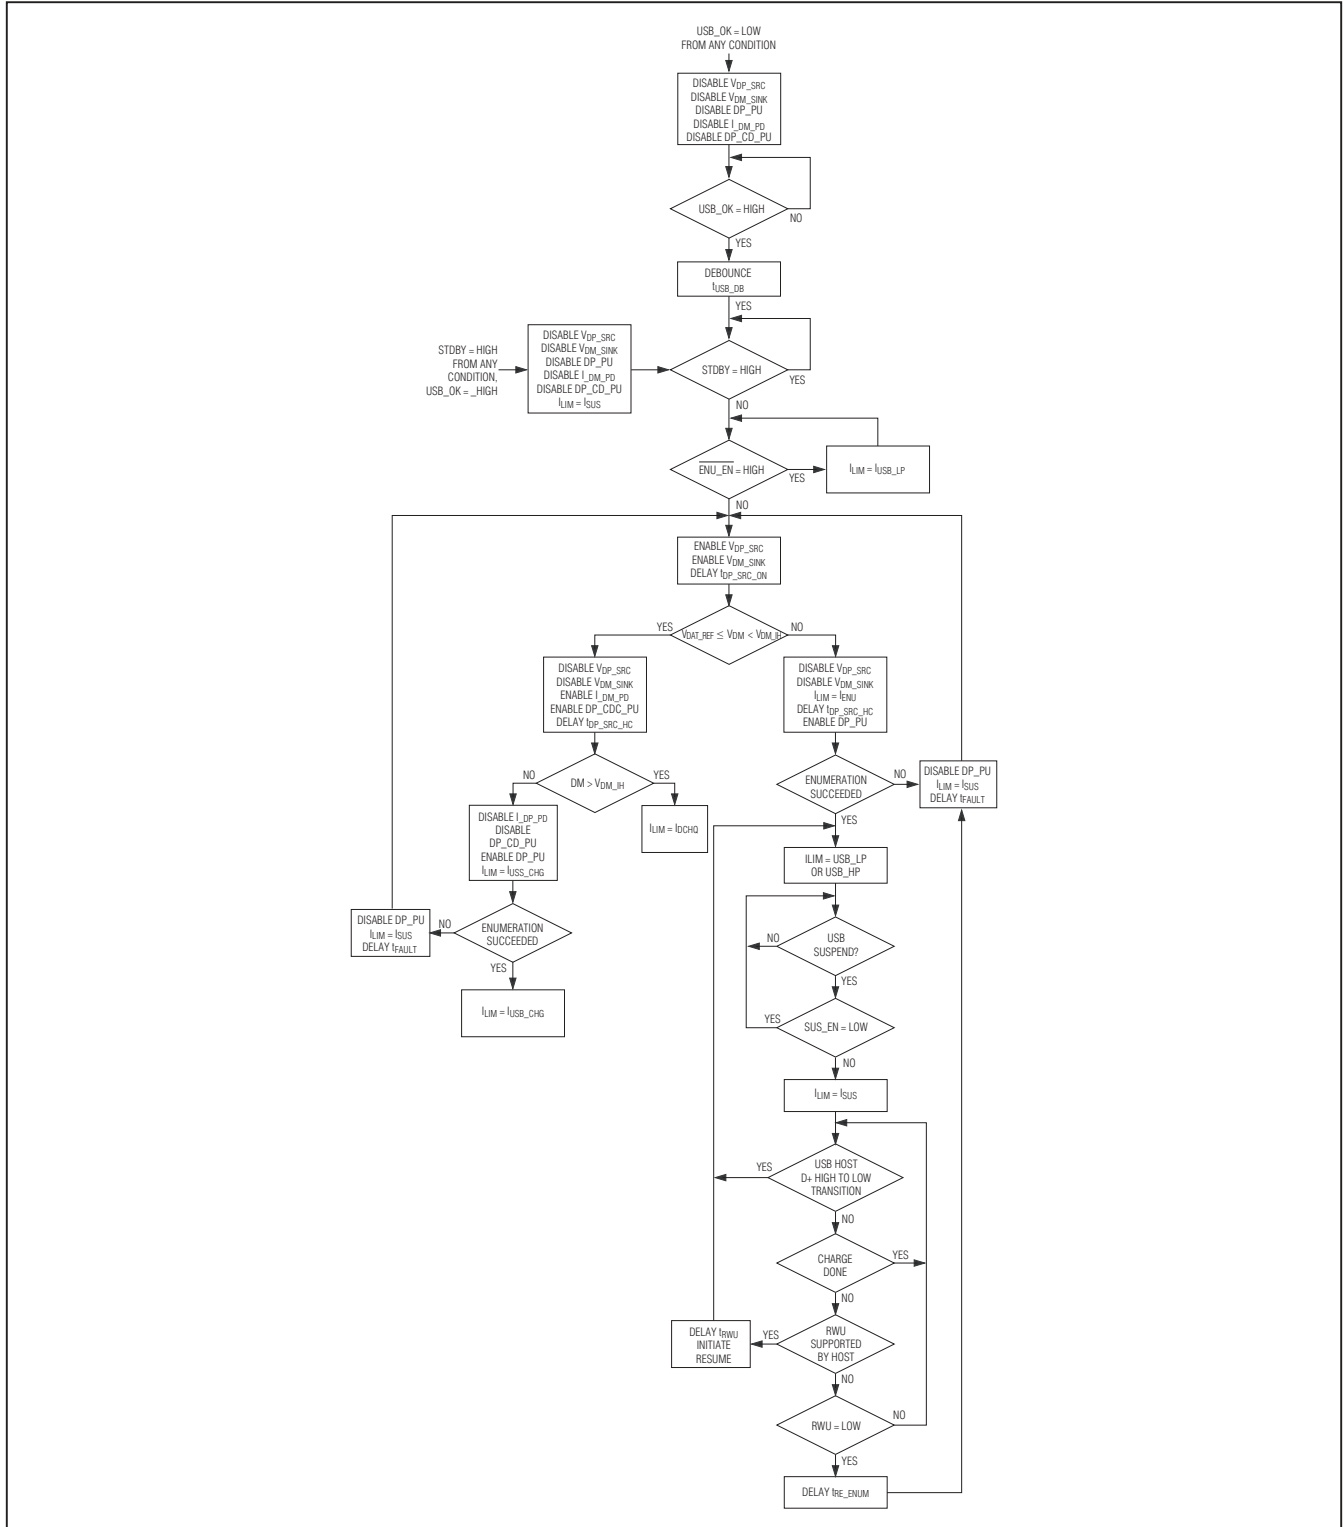 USB_OK = LOW
FROM ANY CONDITION
DISABLE VDP_SRC
DISABLE VDM_SINK
DISABLE DP_PU
DISABLE I_DM_PD
DISABLE DP_CD_PU
USB_OK = HIGH
NO
YES
DEBOUNCE
tUSB_DB
YES
STDBY = HIGH
FROM ANY
CONDITION,
USB_OK = _HIGH
DISABLE VDP_SRC
DISABLE VDM_SINK
DISABLE DP_PU
DISABLE I_DM_PD
DISABLE DP_CD_PU
ILIM = ISUS
STDBY = HIGH
YES
NO
ENU_EN = HIGH
YES
ILIM = IUSB_LP
NO
ENABLE VDP_SRC
ENABLE VDM_SINK
DELAY tDP_SRC_ON
YES
VDAT_REF ≤ VDM < VDM_IH
NO
DISABLE VDP_SRC
DISABLE VDM_SINK
ENABLE I_DM_PD
ENABLE DP_CDC_PU
DELAY tDP_SRC_HC
DISABLE VDP_SRC
DISABLE VDM_SINK
ILIM = IENU
DELAY tDP_SRC_HC
ENABLE DP_PU
NO
DM > VDM_IH
YES
ENUMERATION
SUCCEEDED
NO
DISABLE DP_PU
ILIM = ISUS
DELAY tFAULT
YES
DISABLE I_DP_PD
DISABLE
DP_CD_PU
ENABLE DP_PU
ILIM = IUSS_CHG
ILIM = IDCHQ
ILIM = USB_LP
OR USB_HP
DISABLE DP_PU
ILIM = ISUS
DELAY tFAULT
NO
ENUMERATION
SUCCEEDED
YES
ILIM = IUSB_CHG
NO
USB
SUSPEND?
YES
YES
SUS_EN = LOW
NO
ILIM = ISUS
YES
USB HOST
D+ HIGH TO LOW
TRANSITION
NO
CHARGE
DONE
YES
NO
DELAY tRWU
INITIATE
RESUME
YES
RWU
SUPPORTED
BY HOST
NO
RWU = LOW
NO
YES
DELAY tRE_ENUM